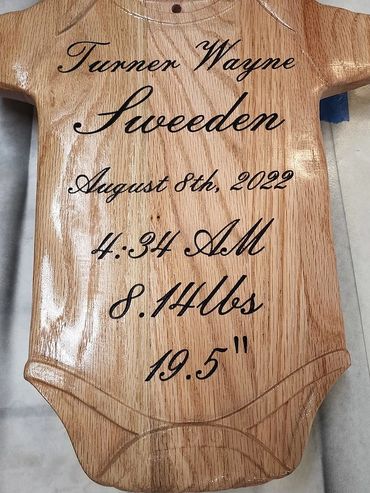 Turner Wayne
Sweeden
August 8th, 2022
4:34 AM
8.14lbs
19.5"